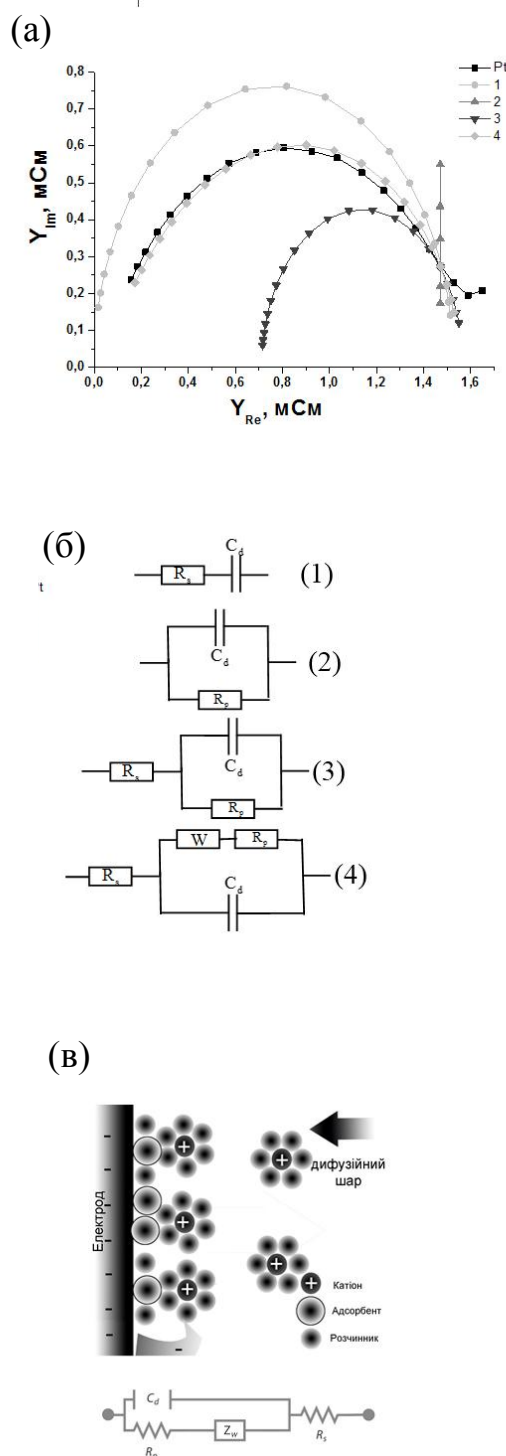 (а)
0,8
0,7
0,6
0,5
0,4
0,3
0,2
0,1
0,0
Y_Im, мСм
Pt
1
2
3
4
0,0 0,2 0,4 0,6 0,8 1,0 1,2 1,4 1,6
Y_Re, мСм
(б)
t
R_s C_d (1)
C_d
R_p
(2)
C_d
R_s
R_p
(3)
W R_p
R_s
C_d
(4)
(в)
Електрод
дифузійний
шар
Катіон
Адсорбент
Розчинник
C_d
R_p Z_w R_s